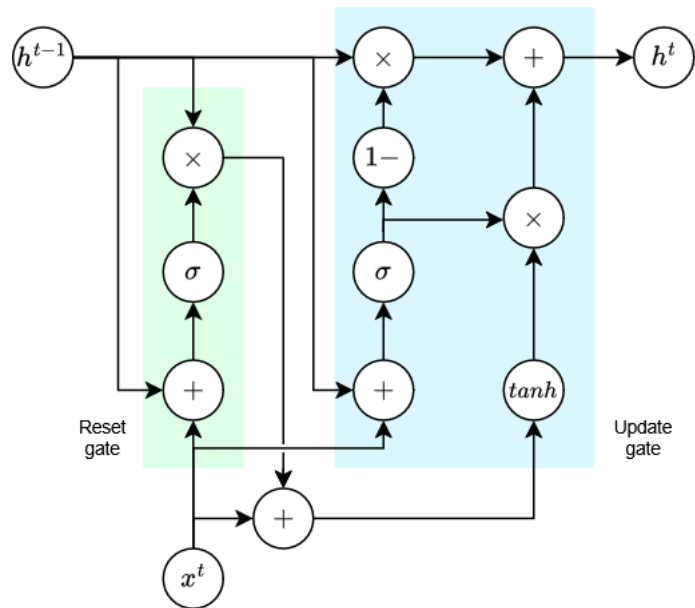 $h^{t-1}$
×
+
$h^t$
×
1−
×
σ
σ
+
+
tanh
Reset
gate
Update
gate
+
$x^t$